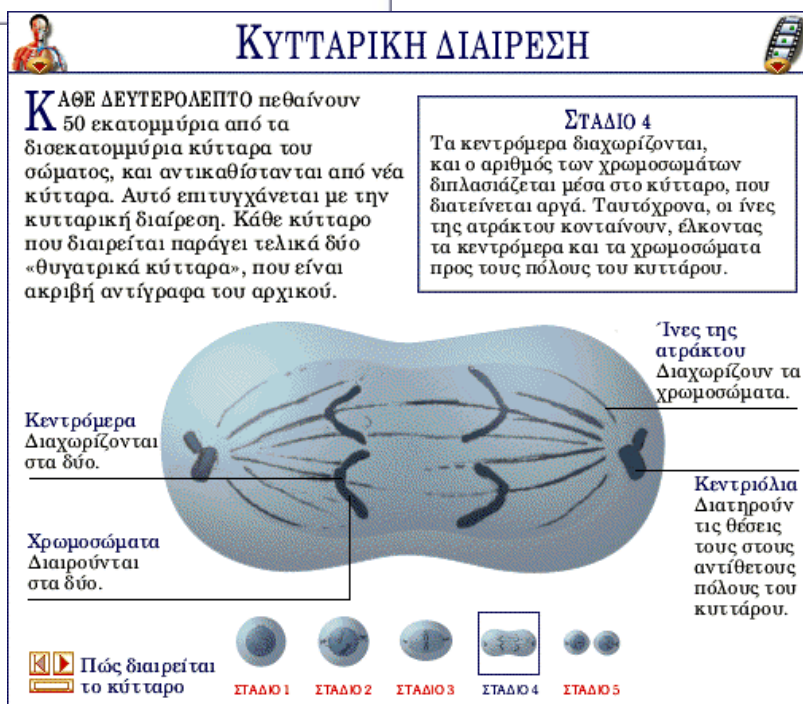 ΚΥΤΤΑΡΙΚΗ ΔΙΑΙΡΕΣΗ
ΚΑΘΕ ΔΕΥΤΕΡΟΛΕΠΤΟ πεθαίνουν
50 εκατομμύρια από τα
δισεκατομμύρια κύτταρα του
σώματος, και αντικαθίστανται από νέα
κύτταρα. Αυτό επιτυγχάνεται με την
κυτταρική διαίρεση. Κάθε κύτταρο
που διαιρείται παράγει τελικά δύο
«θυγατρικά κύτταρα», που είναι
ακριβή αντίγραφα του αρχικού.
ΣΤΑΔΙΟ 4
Τα κεντρόμερα διαχωρίζονται,
και ο αριθμός των χρωμοσωμάτων
διπλασιάζεται μέσα στο κύτταρο, που
διατείνεται αργά. Ταυτόχρονα, οι ίνες
της ατράκτου κονταίνουν, έλκοντας
τα κεντρόμερα και τα χρωμοσώματα
προς τους πόλους του κυττάρου.
Ίνες της
ατράκτου
Διαχωρίζουν τα
χρωμοσώματα.
Κεντρόμερα
Διαχωρίζονται
στα δύο.
Κεντριόλια
Διατηρούν
τις θέσεις
τους στους
αντίθετους
πόλους του
κυττάρου.
Χρωμοσώματα
Διαιρούνται
στα δύο.
Πώς διαιρείται
το κύτταρο
ΣΤΑΔΙΟ 1
ΣΤΑΔΙΟ 2
ΣΤΑΔΙΟ 3
ΣΤΑΔΙΟ 4
ΣΤΑΔΙΟ 5